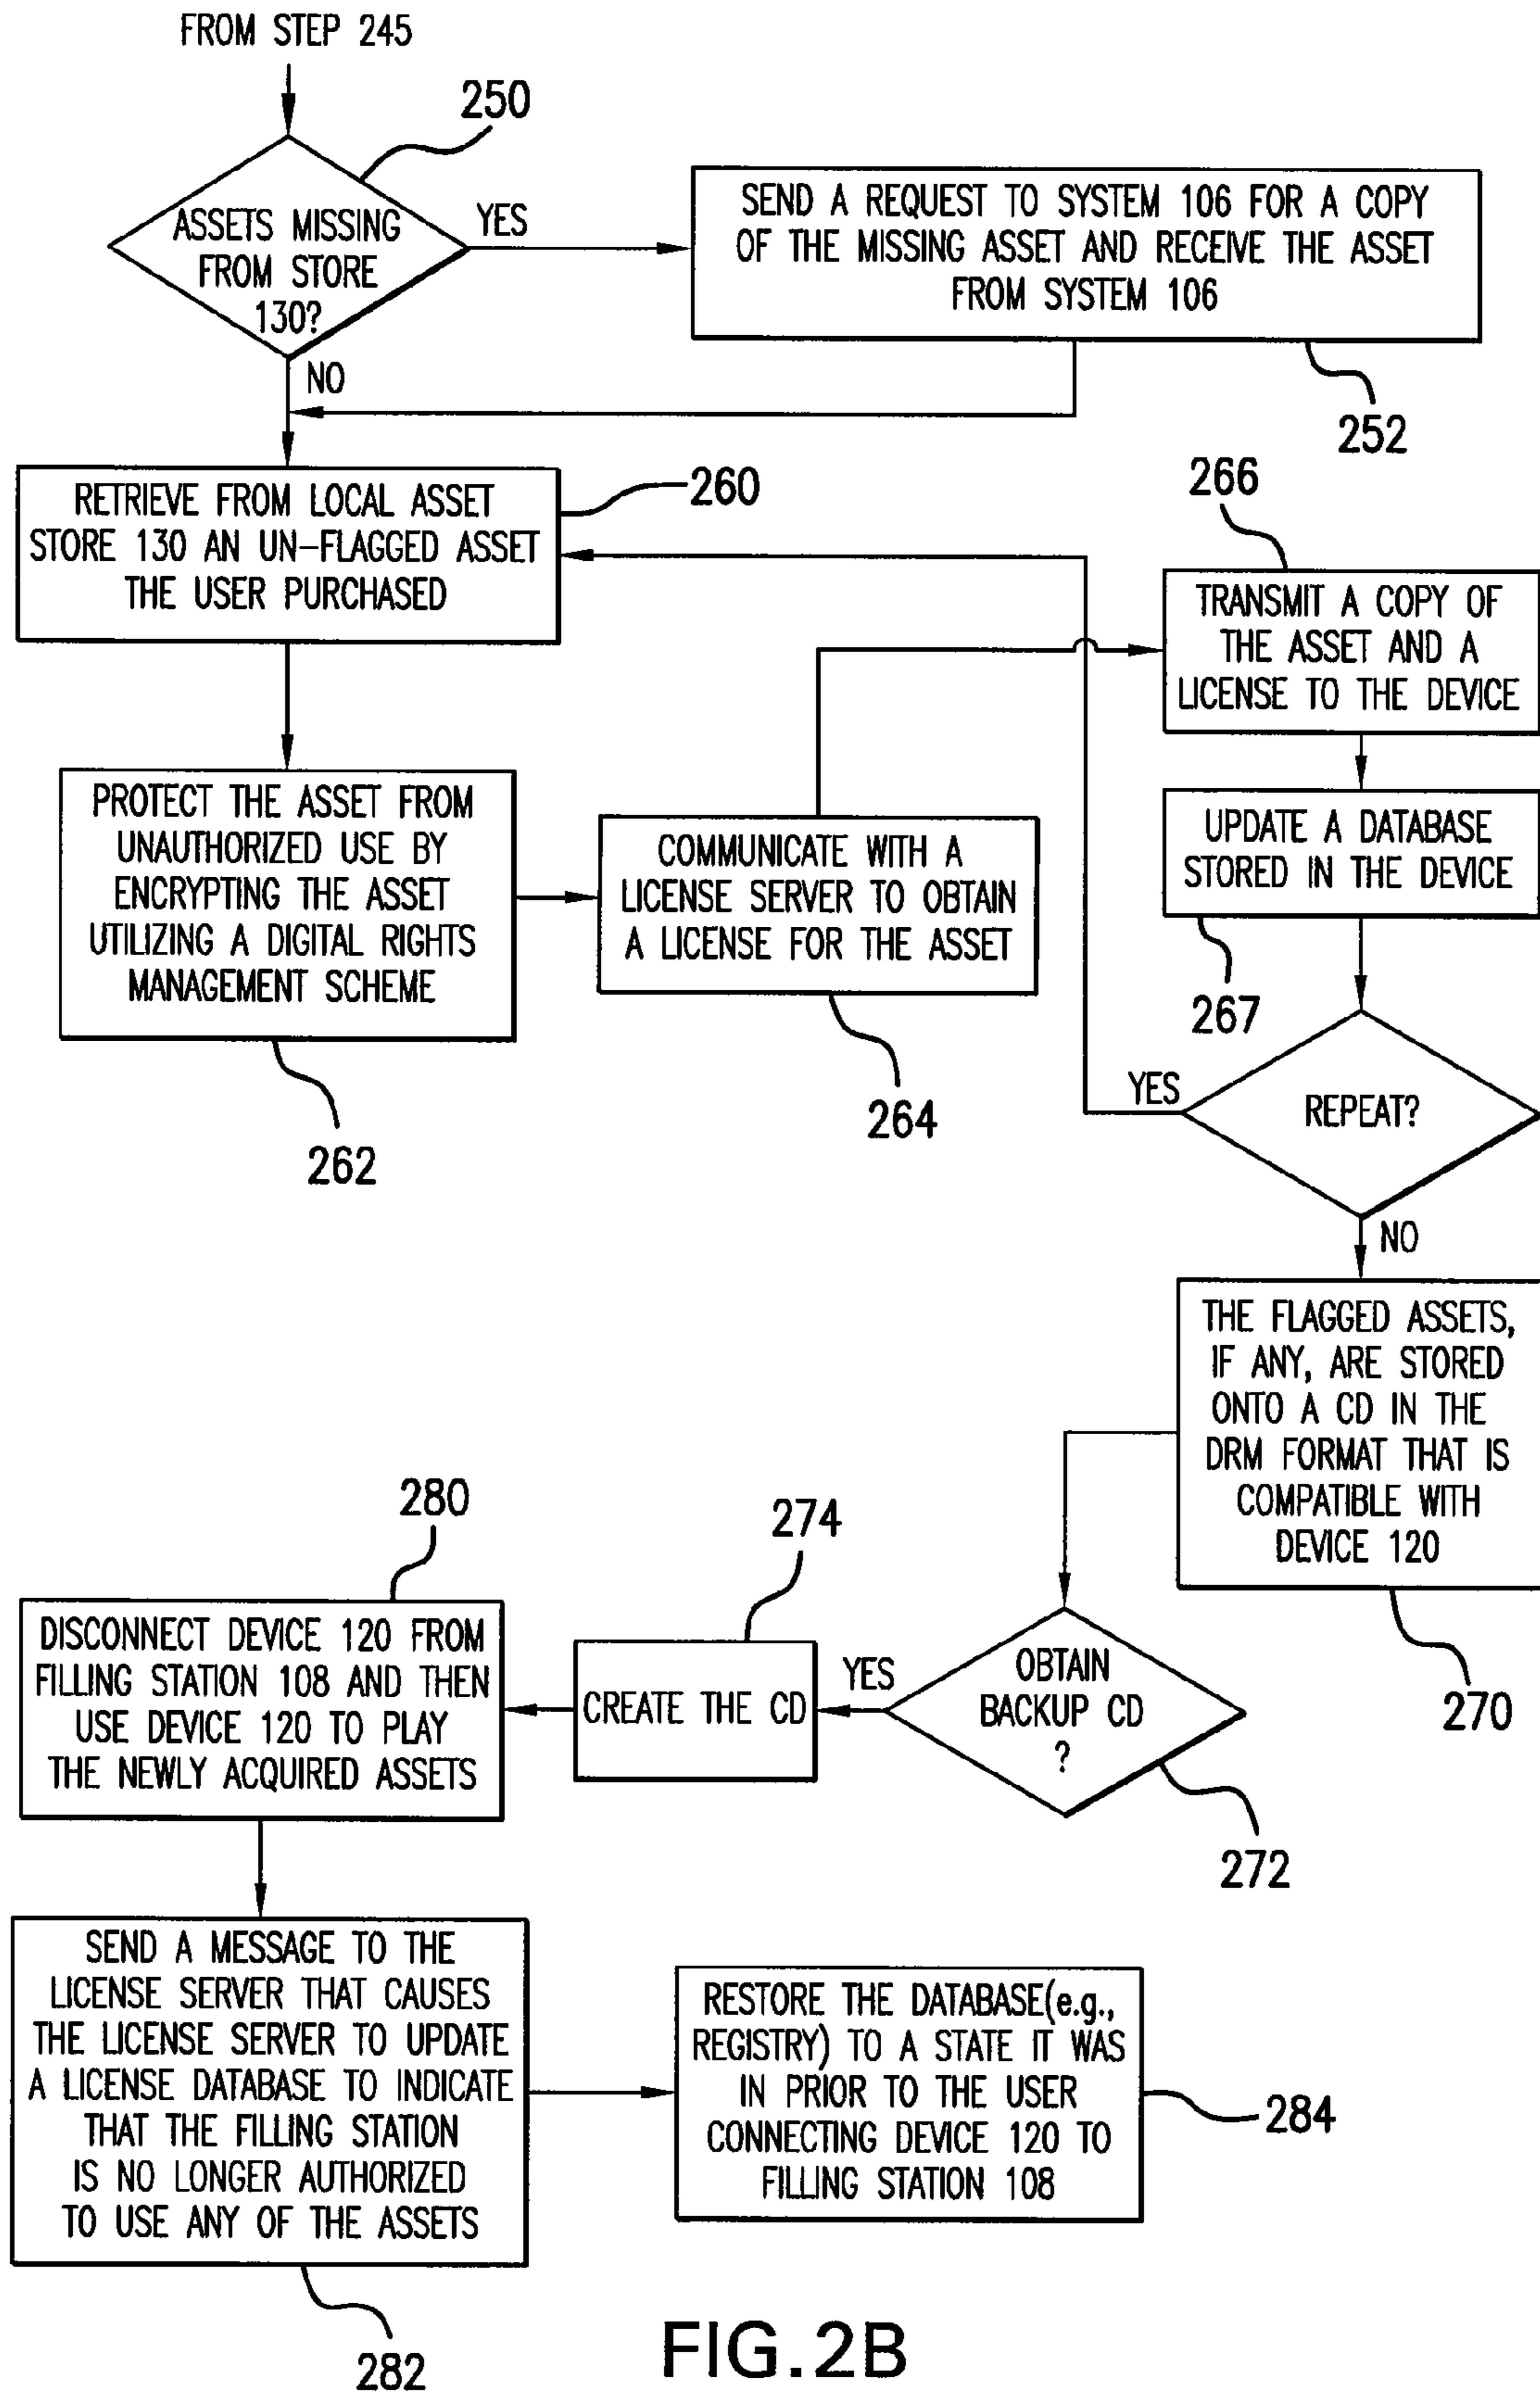 FROM STEP 245
250
ASSETS MISSING
FROM STORE
130?
YES
SEND A REQUEST TO SYSTEM 106 FOR A COPY
OF THE MISSING ASSET AND RECEIVE THE ASSET
FROM SYSTEM 106
252
NO
RETRIEVE FROM LOCAL ASSET
STORE 130 AN UN-FLAGGED ASSET
THE USER PURCHASED
260
PROTECT THE ASSET FROM
UNAUTHORIZED USE BY
ENCRYPTING THE ASSET
UTILIZING A DIGITAL RIGHTS
MANAGEMENT SCHEME
262
COMMUNICATE WITH A
LICENSE SERVER TO OBTAIN
A LICENSE FOR THE ASSET
264
266
TRANSMIT A COPY OF
THE ASSET AND A
LICENSE TO THE DEVICE
UPDATE A DATABASE
STORED IN THE DEVICE
267
REPEAT?
YES
NO
THE FLAGGED ASSETS,
IF ANY, ARE STORED
ONTO A CD IN THE
DRM FORMAT THAT IS
COMPATIBLE WITH
DEVICE 120
270
OBTAIN
BACKUP CD
?
272
YES
274
CREATE THE CD
280
DISCONNECT DEVICE 120 FROM
FILLING STATION 108 AND THEN
USE DEVICE 120 TO PLAY
THE NEWLY ACQUIRED ASSETS
SEND A MESSAGE TO THE
LICENSE SERVER THAT CAUSES
THE LICENSE SERVER TO UPDATE
A LICENSE DATABASE TO INDICATE
THAT THE FILLING STATION
IS NO LONGER AUTHORIZED
TO USE ANY OF THE ASSETS
282
RESTORE THE DATABASE(e.g.,
REGISTRY) TO A STATE IT WAS
IN PRIOR TO THE USER
CONNECTING DEVICE 120 TO
FILLING STATION 108
284
FIG.2B